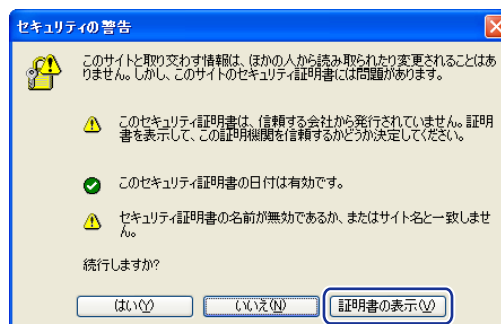 セキュリティの警告
このサイトと取り交わす情報は、ほかの人から読み取られたり変更されることはあ
りません。しかし、このサイトのセキュリティ証明書には問題があります。
このセキュリティ証明書は、信頼する会社から発行されていません。証明
書を表示して、この証明機関を信頼するかどうか決定してください。
このセキュリティ証明書の日付は有効です。
セキュリティ証明書の名前が無効であるか、またはサイト名と一致しませ
ん。
続行しますか?
はい(Y) いいえ(N) 証明書の表示(V)